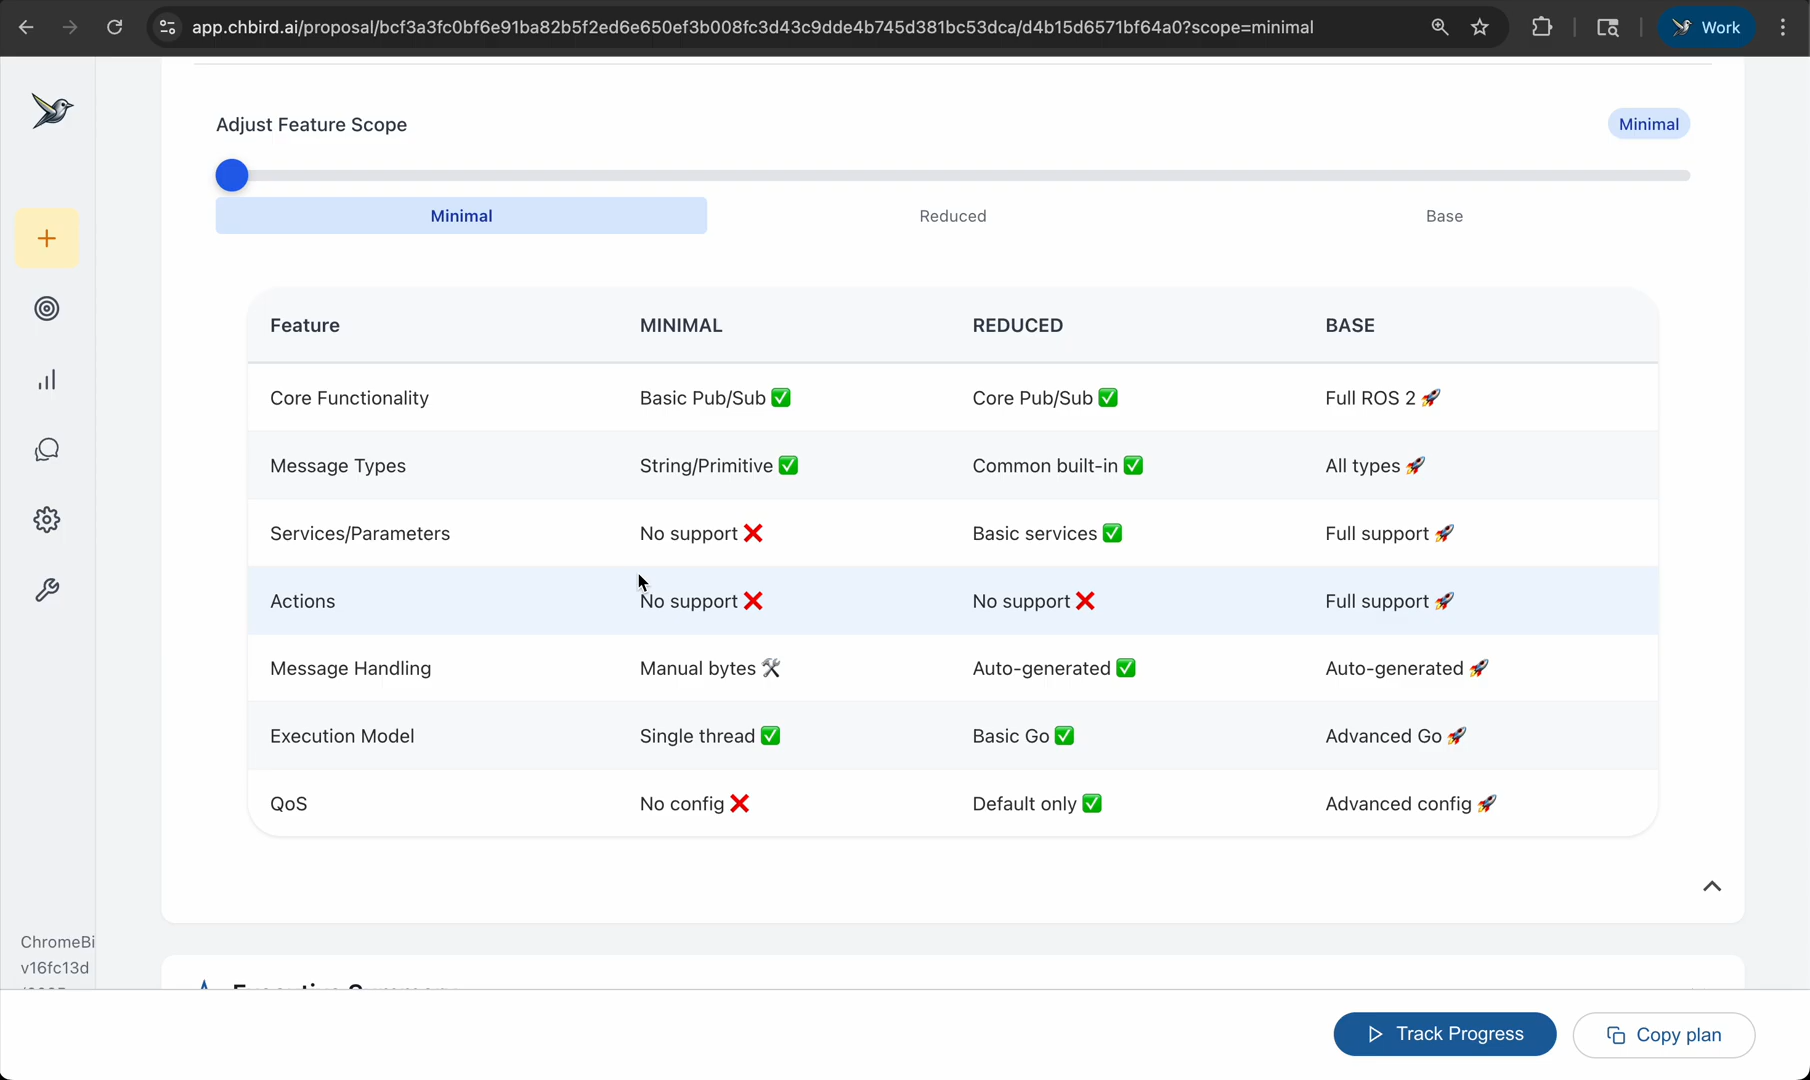 app.chbird.ai/proposal/bcf3a3fc0bf6e91ba82b5f2ed6e650ef3b008fc3d43c9dde4b745d381bc53dca/d4b15d6571bf64a0?scope=minimal
Work
Adjust Feature Scope
Minimal
Minimal Reduced Base
Feature MINIMAL REDUCED BASE
Core Functionality Basic Pub/Sub ✅ Core Pub/Sub ✅ Full ROS 2 🚀
Message Types String/Primitive ✅ Common built-in ✅ All types 🚀
Services/Parameters No support ❌ Basic services ✅ Full support 🚀
Actions No support ❌ No support ❌ Full support 🚀
Message Handling Manual bytes 🛠 Auto-generated ✅ Auto-generated 🚀
Execution Model Single thread ✅ Basic Go ✅ Advanced Go 🚀
QoS No config ❌ Default only ✅ Advanced config 🚀
ChromeBi
v16fc13d
Executive Summary
Track Progress
Copy plan